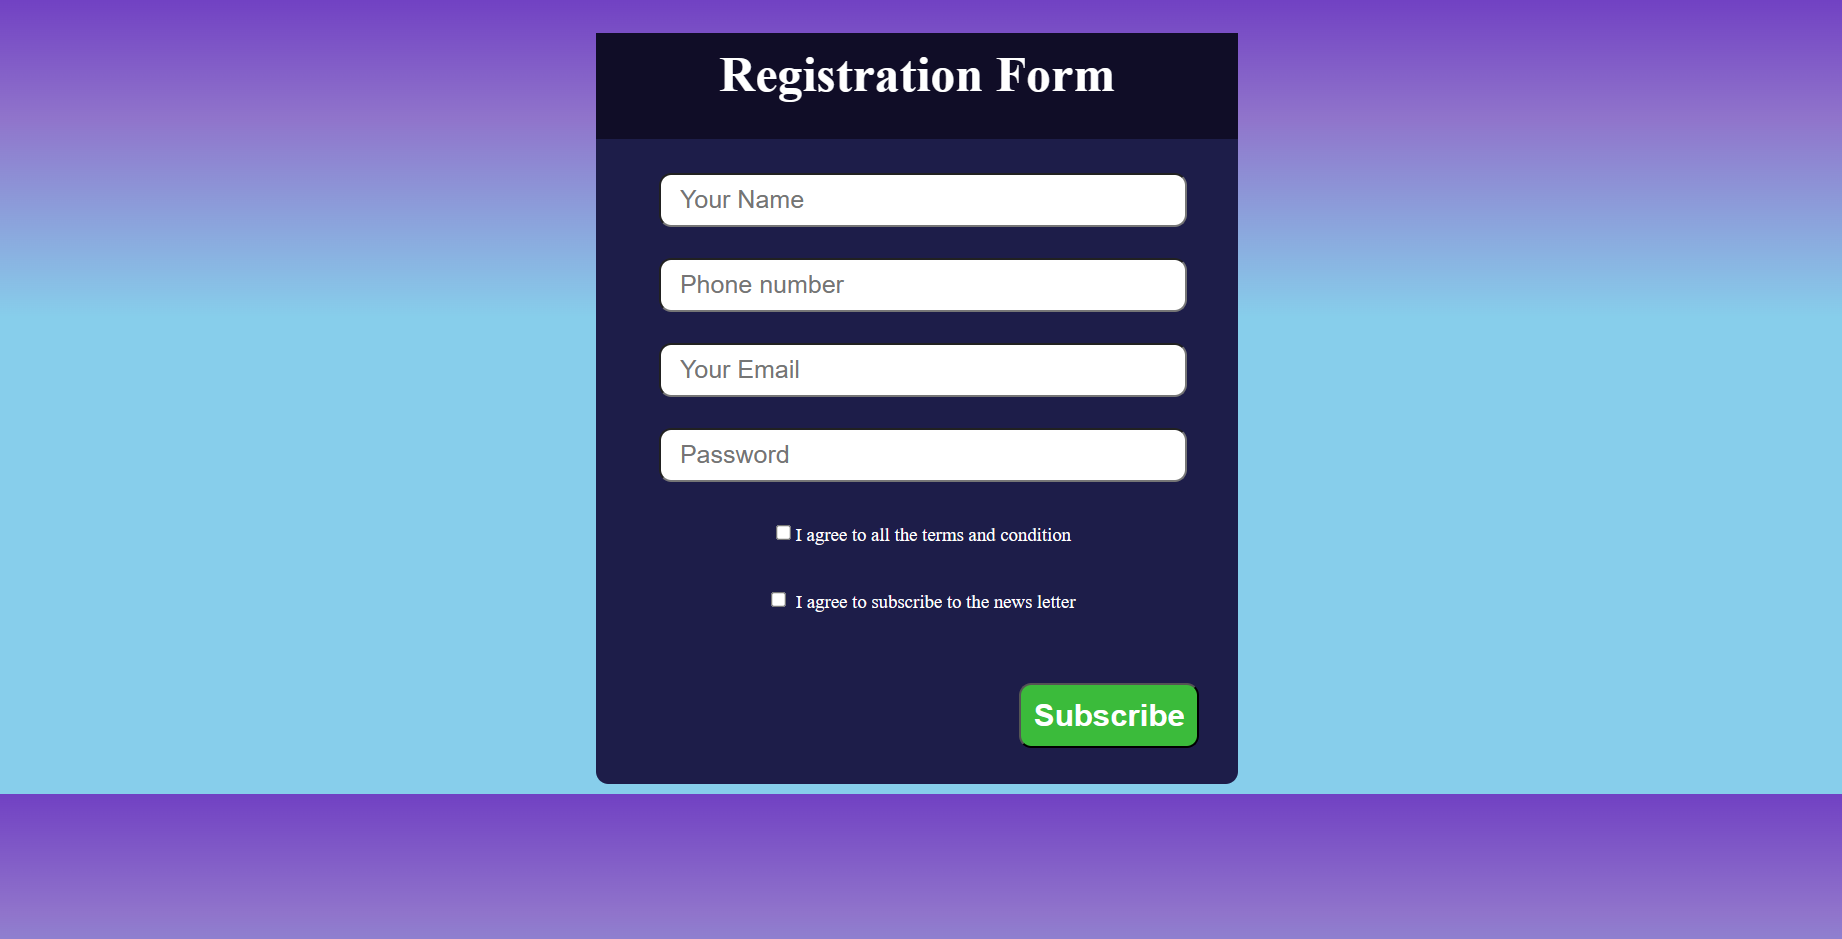 Registration Form
Your Name
Phone number
Your Email
Password
I agree to all the terms and condition
I agree to subscribe to the news letter
Subscribe